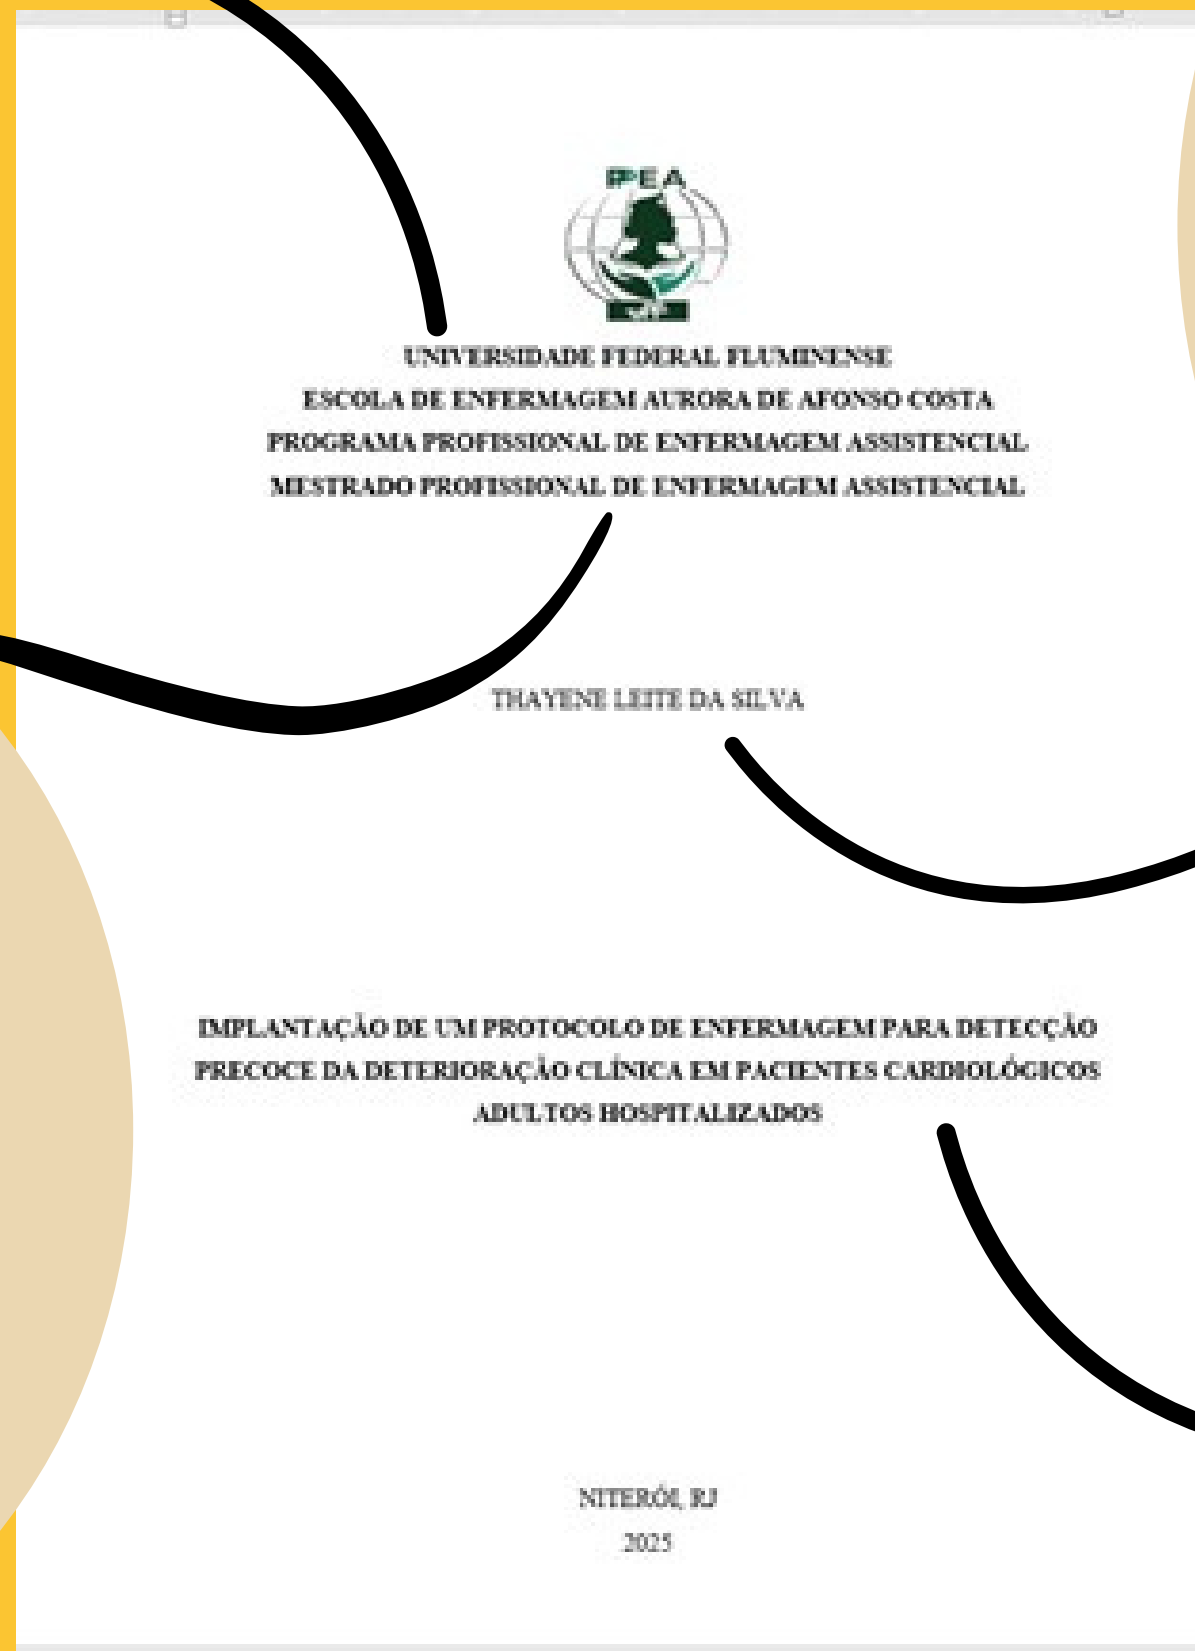 UNIVERSIDADE FEDERAL FLUMINENSE
ESCOLA DE ENFERMAGEM AURORA DE AFONSO COSTA
PROGRAMA PROFISSIONAL DE ENFERMAGEM ASSISTENCIAL
MESTRADO PROFISSIONAL DE ENFERMAGEM ASSISTENCIAL
THAYENE LEITE DA SILVA
IMPLANTAÇÃO DE UM PROTOCOLO DE ENFERMAGEM PARA DETECÇÃO
PRECOCE DA DETERIORAÇÃO CLÍNICA EM PACIENTES CARDIOLÓGICOS
ADULTOS HOSPITALIZADOS
NITERÓI, RJ
2025